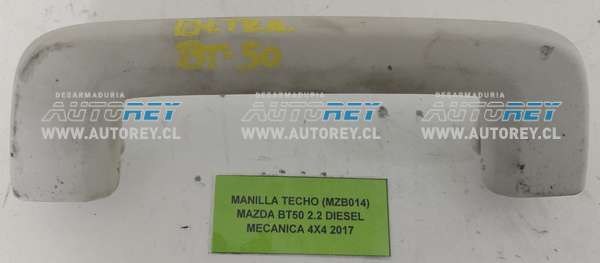 BT-50
DESARMADURIA
AUTOREY
WWW.AUTOREY.CL
DESARMADURIA
AUTOREY
WWW.AUTOREY.CL
DESARMADURIA
AUTOREY
WWW.AUTOREY.CL
MANILLA TECHO (MZB014)
MAZDA BT50 2.2 DIESEL
MECANICA 4X4 2017